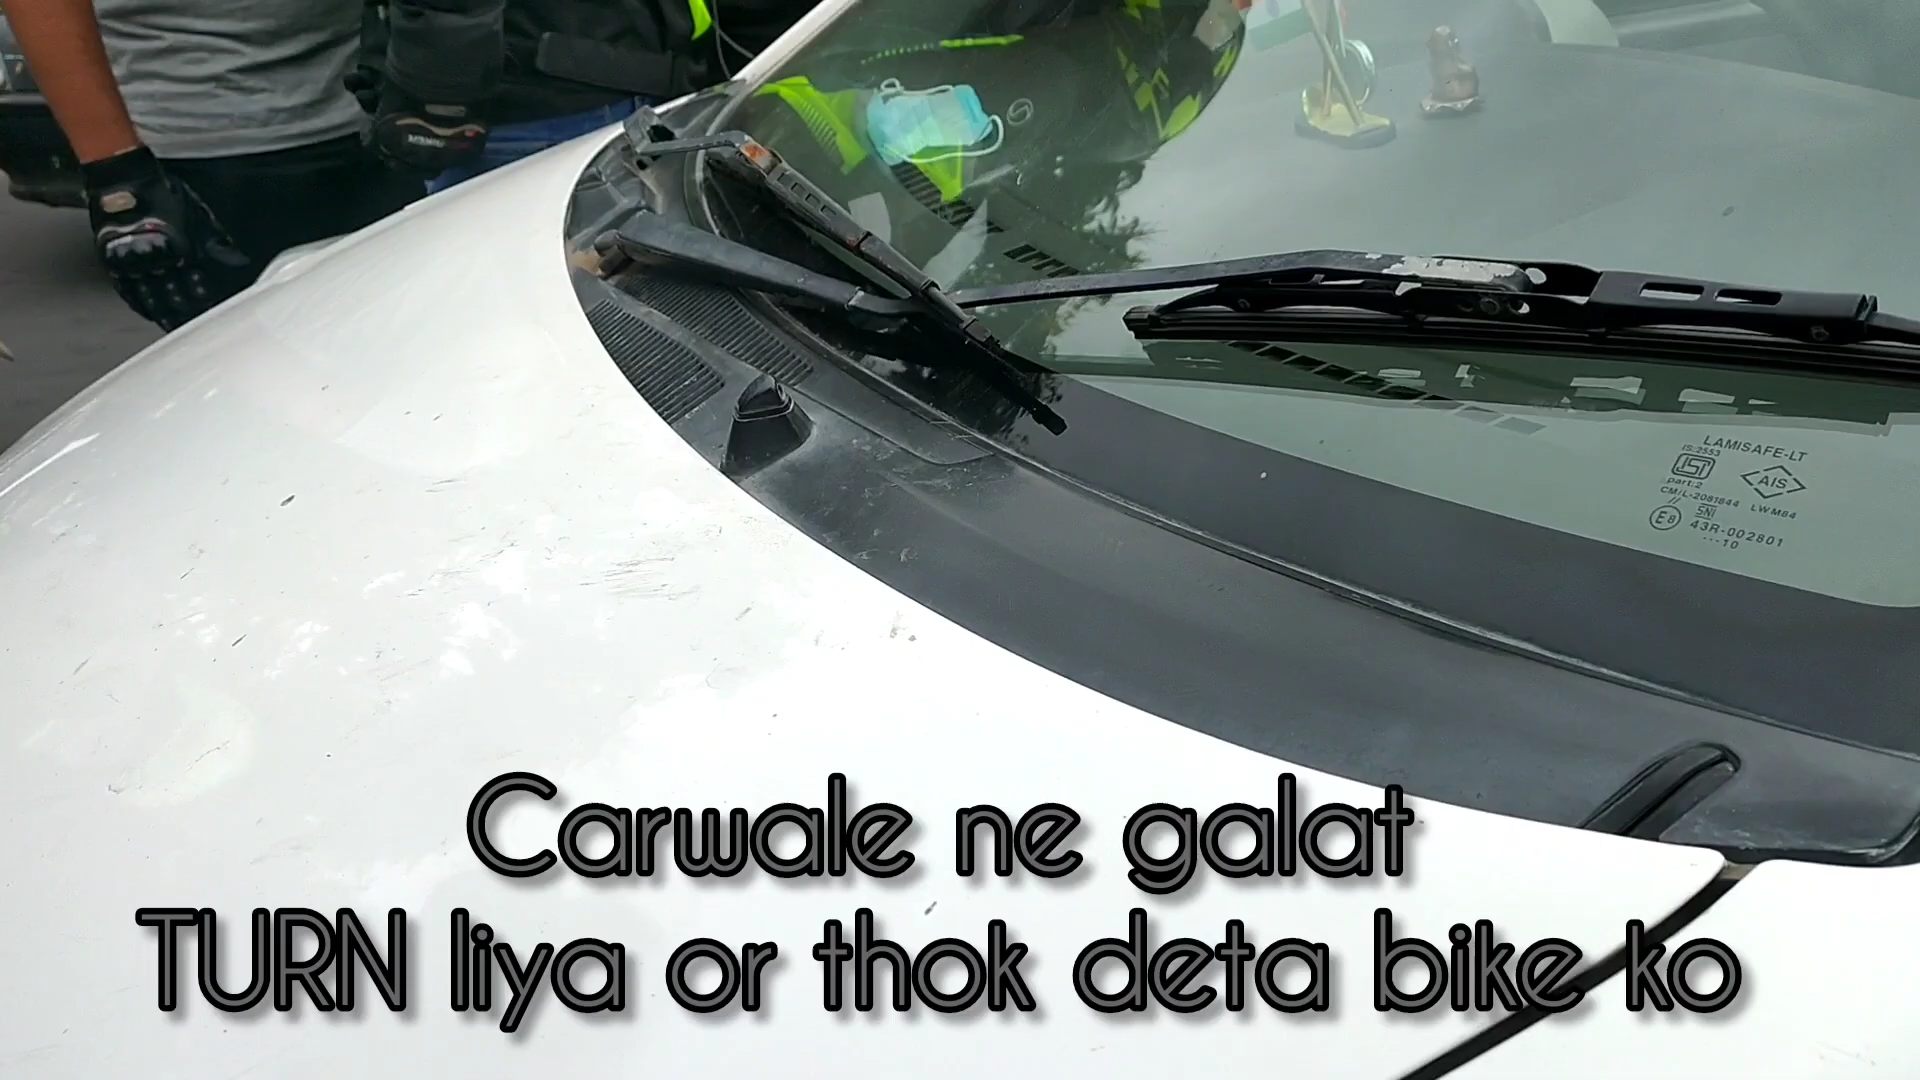 LAMISAFE-LT
IS:2553
ISI
AIS
part:2
CM/L-2081844 LWM84
//
SNI
E8 43R-002801
...10
Carwale ne galat
TURN liya or thok deta bike ko